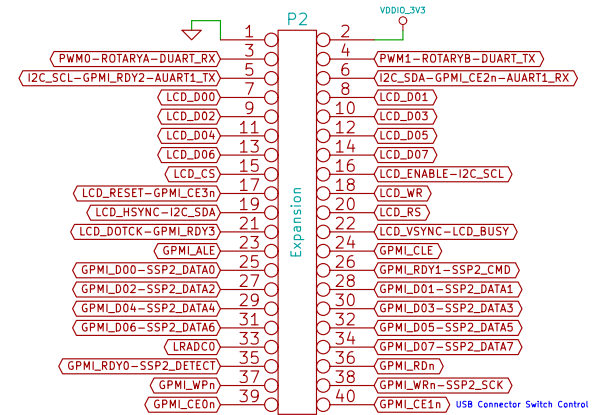 VDDIO_3V3
P2
1 2
PWM0-ROTARYA-DUART_RX 3 4 PWM1-ROTARYB-DUART_TX
I2C_SCL-GPMI_RDY2-AUART1_TX 5 6 I2C_SDA-GPMI_CE2n-AUART1_RX
LCD_D00 7 8 LCD_D01
LCD_D02 9 10 LCD_D03
LCD_D04 11 12 LCD_D05
LCD_D06 13 14 LCD_D07
LCD_CS 15 16 LCD_ENABLE-I2C_SCL
LCD_RESET-GPMI_CE3n 17 18 LCD_WR
LCD_HSYNC-I2C_SDA 19 20 LCD_RS
LCD_DOTCK-GPMI_RDY3 21 22 LCD_VSYNC-LCD_BUSY
GPMI_ALE 23 24 GPMI_CLE
GPMI_D00-SSP2_DATA0 25 26 GPMI_RDY1-SSP2_CMD
GPMI_D02-SSP2_DATA2 27 28 GPMI_D01-SSP2_DATA1
GPMI_D04-SSP2_DATA4 29 30 GPMI_D03-SSP2_DATA3
GPMI_D06-SSP2_DATA6 31 32 GPMI_D05-SSP2_DATA5
LRADC0 33 34 GPMI_D07-SSP2_DATA7
GPMI_RDY0-SSP2_DETECT 35 36 GPMI_RDn
GPMI_WPn 37 38 GPMI_WRn-SSP2_SCK
GPMI_CE0n 39 40 GPMI_CE1n USB Connector Switch Control
Expansion